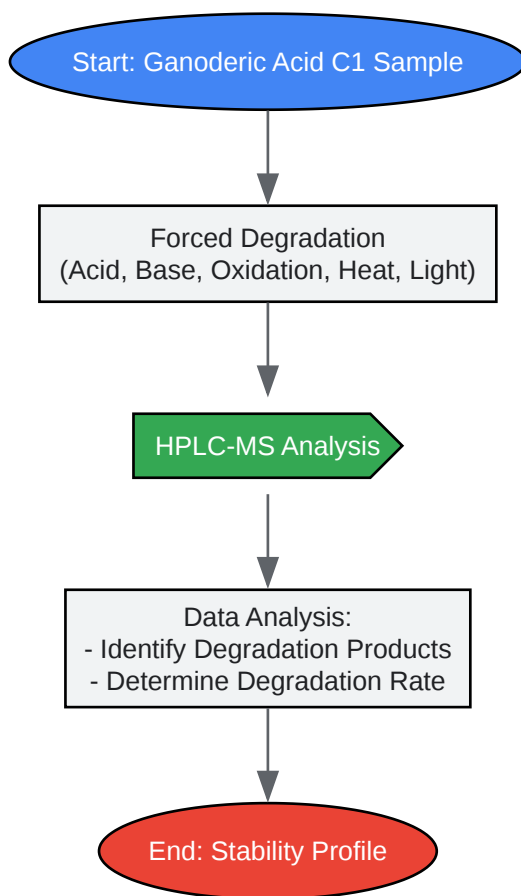 Start: Ganoderic Acid C1 Sample
Forced Degradation
(Acid, Base, Oxidation, Heat, Light)
HPLC-MS Analysis
Data Analysis:
- Identify Degradation Products
- Determine Degradation Rate
End: Stability Profile